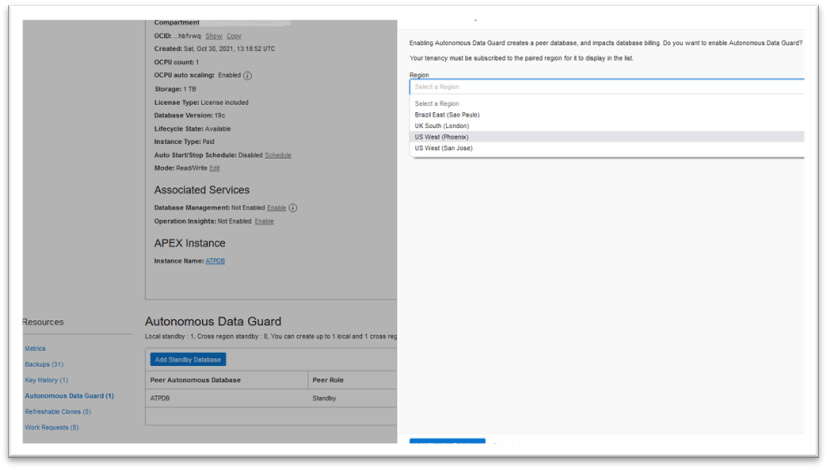 Compartment
OCID: ...hbfvwq Show Copy
Created: Sat, Oct 30, 2021, 13:18:52 UTC
OCPU count: 1
OCPU auto scaling: Enabled
Storage: 1 TB
License Type: License included
Database Version: 19c
Lifecycle State: Available
Instance Type: Paid
Auto Start/Stop Schedule: Disabled Schedule
Mode: Read/Write Edit
Associated Services
Database Management: Not Enabled Enable
Operation Insights: Not Enabled Enable
APEX Instance
Instance Name: ATPDB
Resources
Metrics
Backups (31)
Key History (1)
Autonomous Data Guard (1)
Refreshable Clones (0)
Work Requests (8)
Autonomous Data Guard
Local standby : 1, Cross region standby : 0, You can create up to 1 local and 1 cross reg
Add Standby Database
Peer Autonomous Database Peer Role
ATPDB Standby
Enabling Autonomous Data Guard creates a peer database, and impacts database billing. Do you want to enable Autonomous Data Guard?
Your tenancy must be subscribed to the paired region for it to display in the list.
Region
Select a Region
Select a Region
Brazil East (Sao Paulo)
UK South (London)
US West (Phoenix)
US West (San Jose)